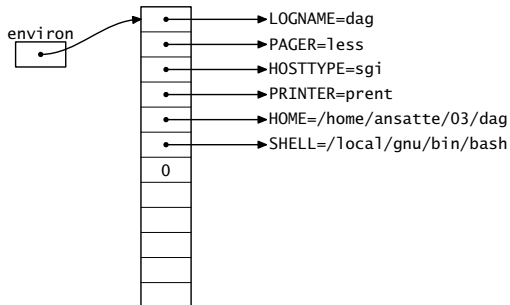 LOGNAME=dag
environ
PAGER=less
HOSTTYPE=sgi
PRINTER=prent
HOME=/home/ansatte/03/dag
SHELL=/local/gnu/bin/bash
0